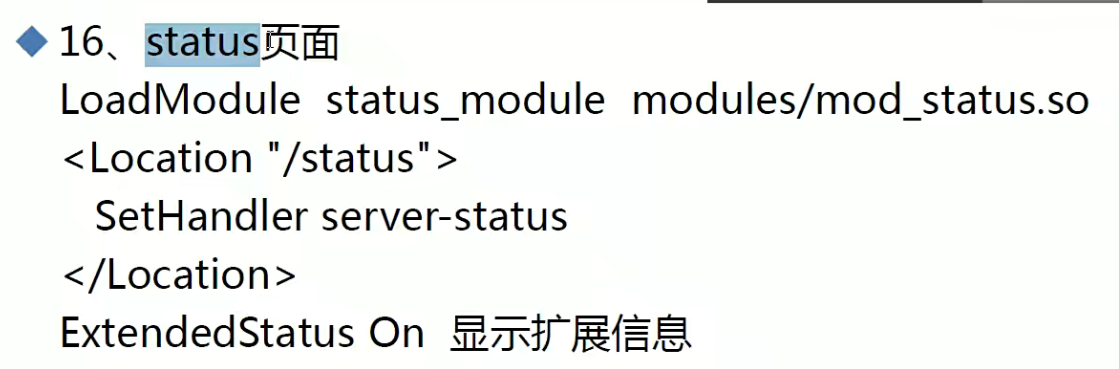 16、status页面
LoadModule status_module modules/mod_status.so
<Location "/status">
SetHandler server-status
</Location>
ExtendedStatus On 显示扩展信息